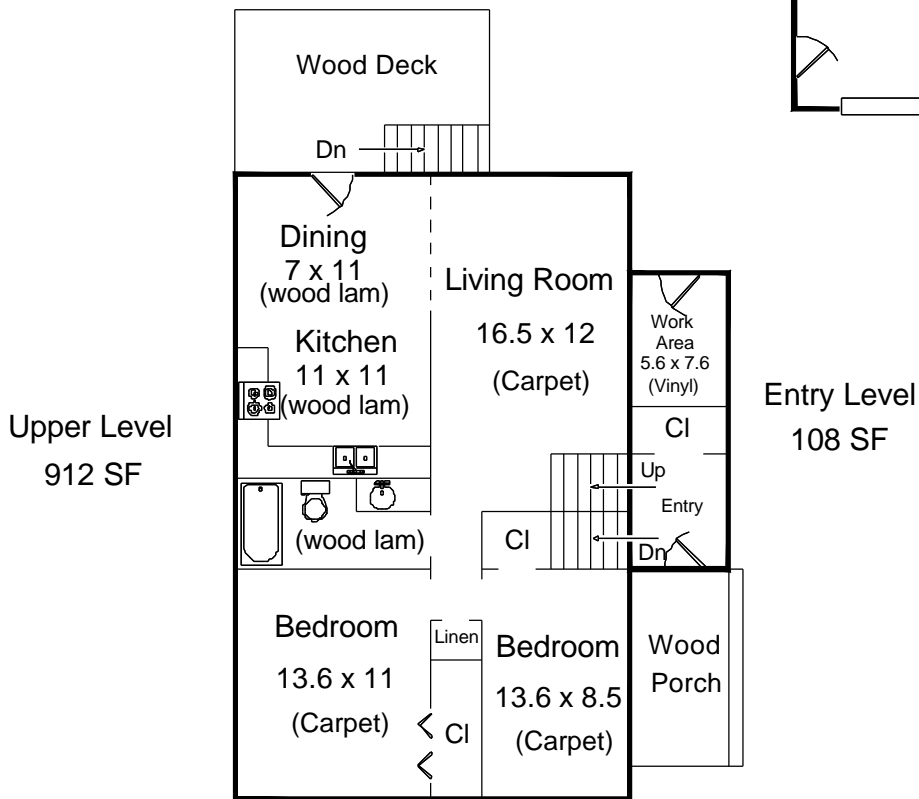 Wood Deck
Dn
Dining
7 x 11
(wood lam)
Living Room
16.5 x 12
(Carpet)
Kitchen
11 x 11
(wood lam)
Work
Area
5.6 x 7.6
(Vinyl)
Cl
Upper Level
912 SF
Entry Level
108 SF
Up
Entry
Dn
(wood lam)
Cl
Bedroom
13.6 x 11
(Carpet)
Linen
Cl
Bedroom
13.6 x 8.5
(Carpet)
Wood
Porch